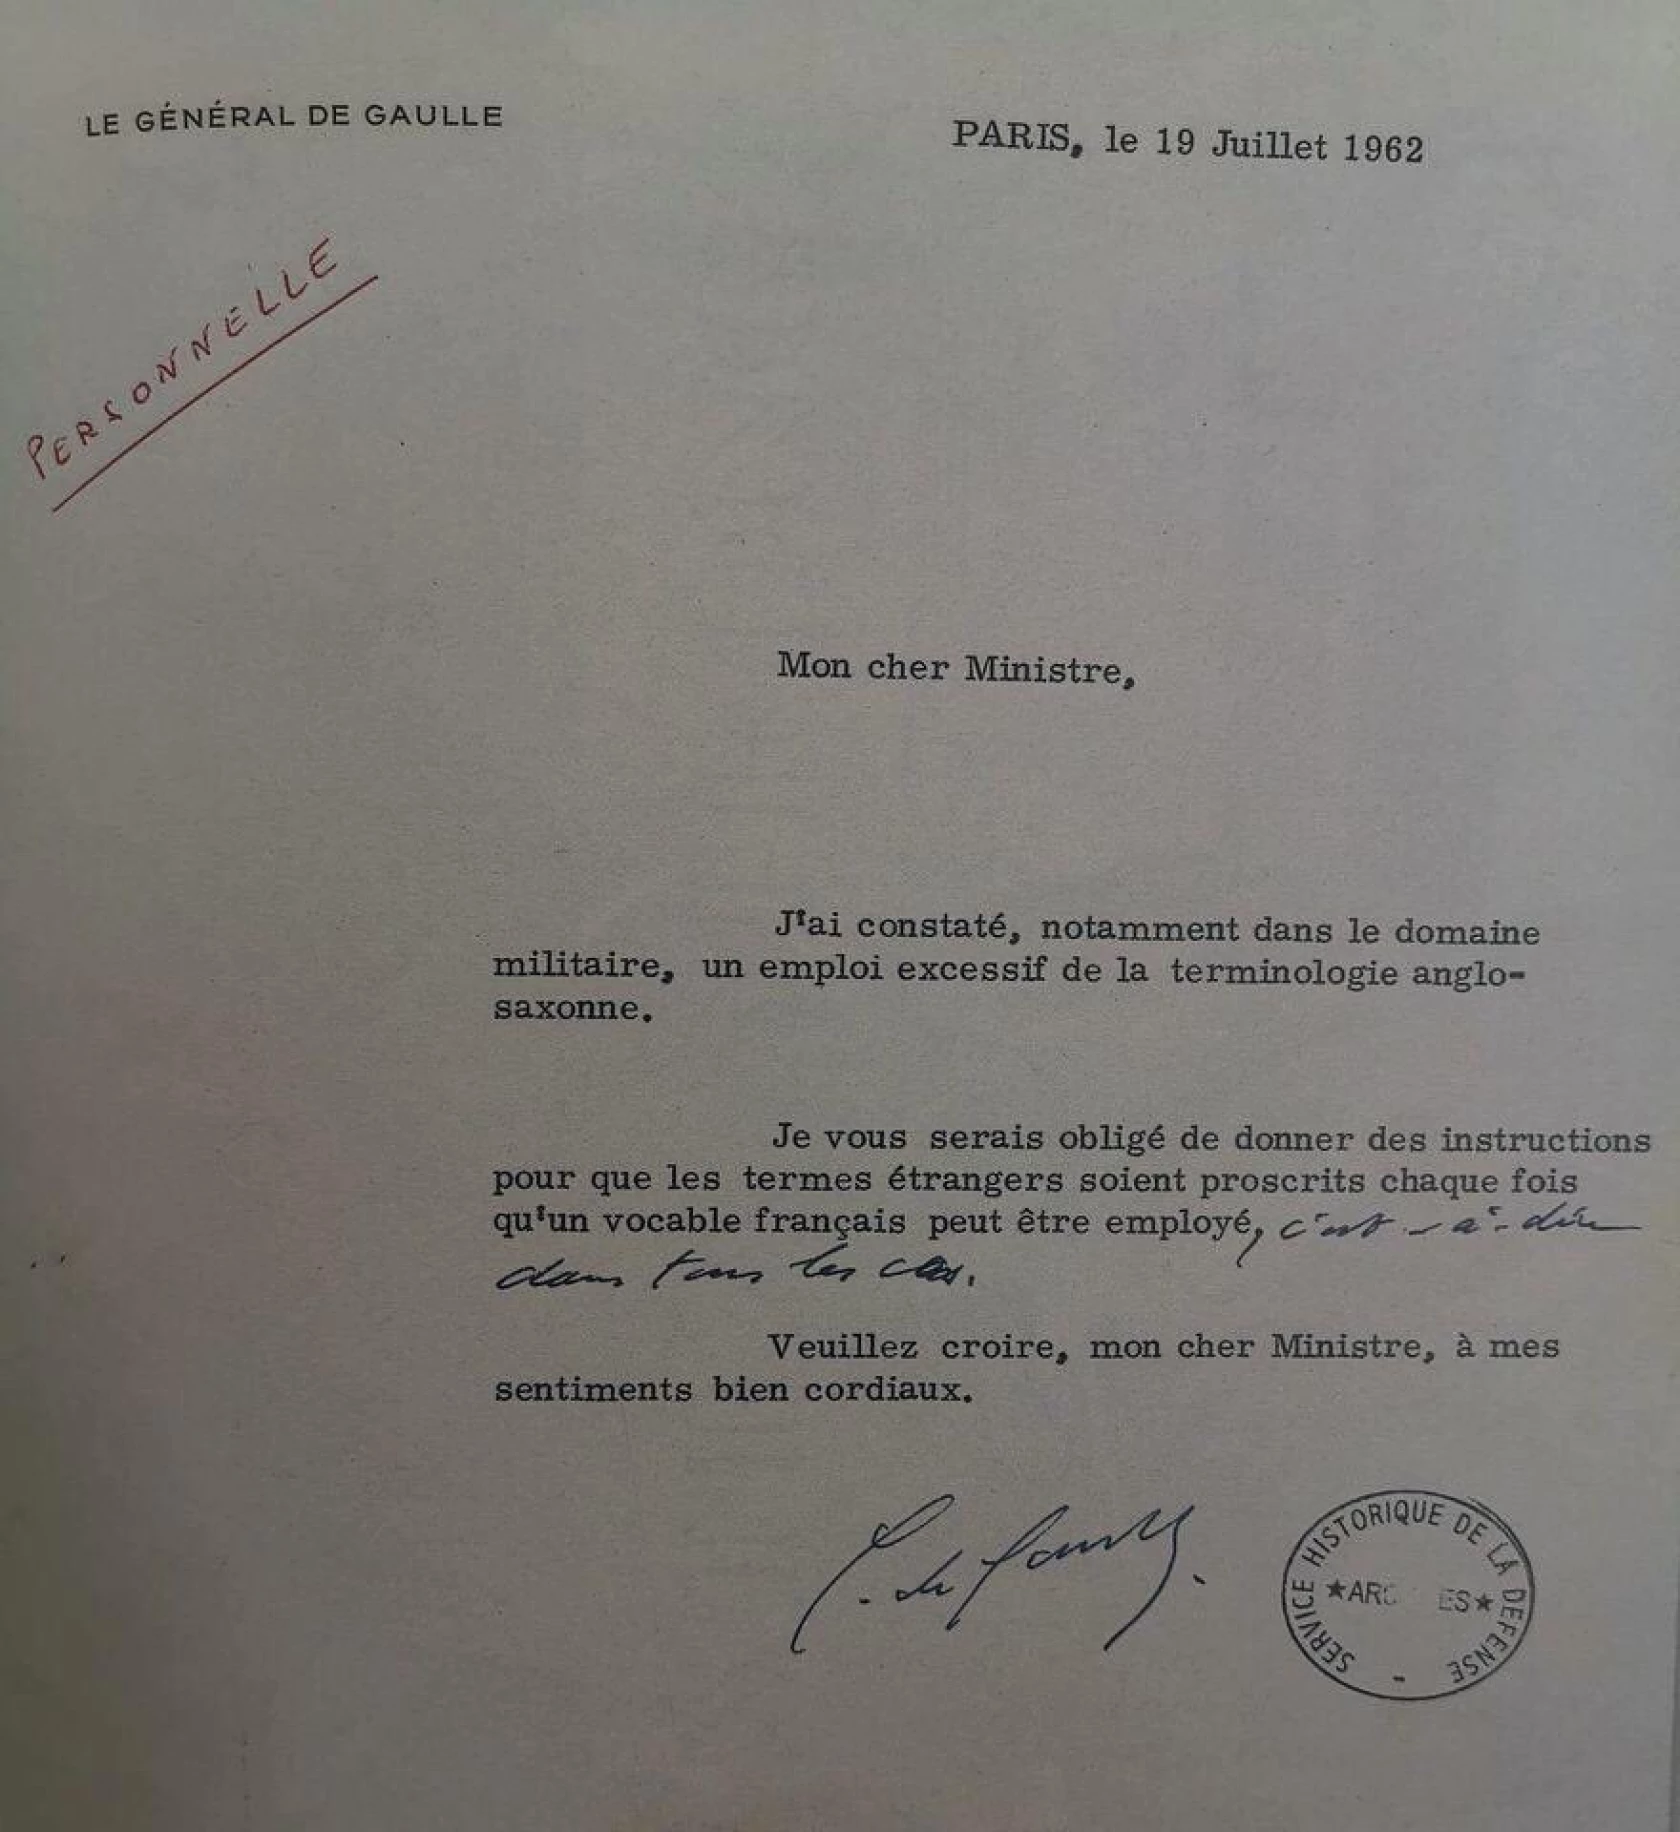 LE GÉNÉRAL DE GAULLE
PARIS, le 19 Juillet 1962
PERSONNELLE
Mon cher Ministre,
J'ai constaté, notamment dans le domaine
militaire, un emploi excessif de la terminologie anglo-
saxonne.
Je vous serais obligé de donner des instructions
pour que les termes étrangers soient proscrits chaque fois
qu'un vocable français peut être employé, c'est-à-dire
dans tous les cas.
Veuillez croire, mon cher Ministre, à mes
sentiments bien cordiaux.
C. de Gaulle.
SERVICE HISTORIQUE DE LA DEFENSE -
★ARC ES★